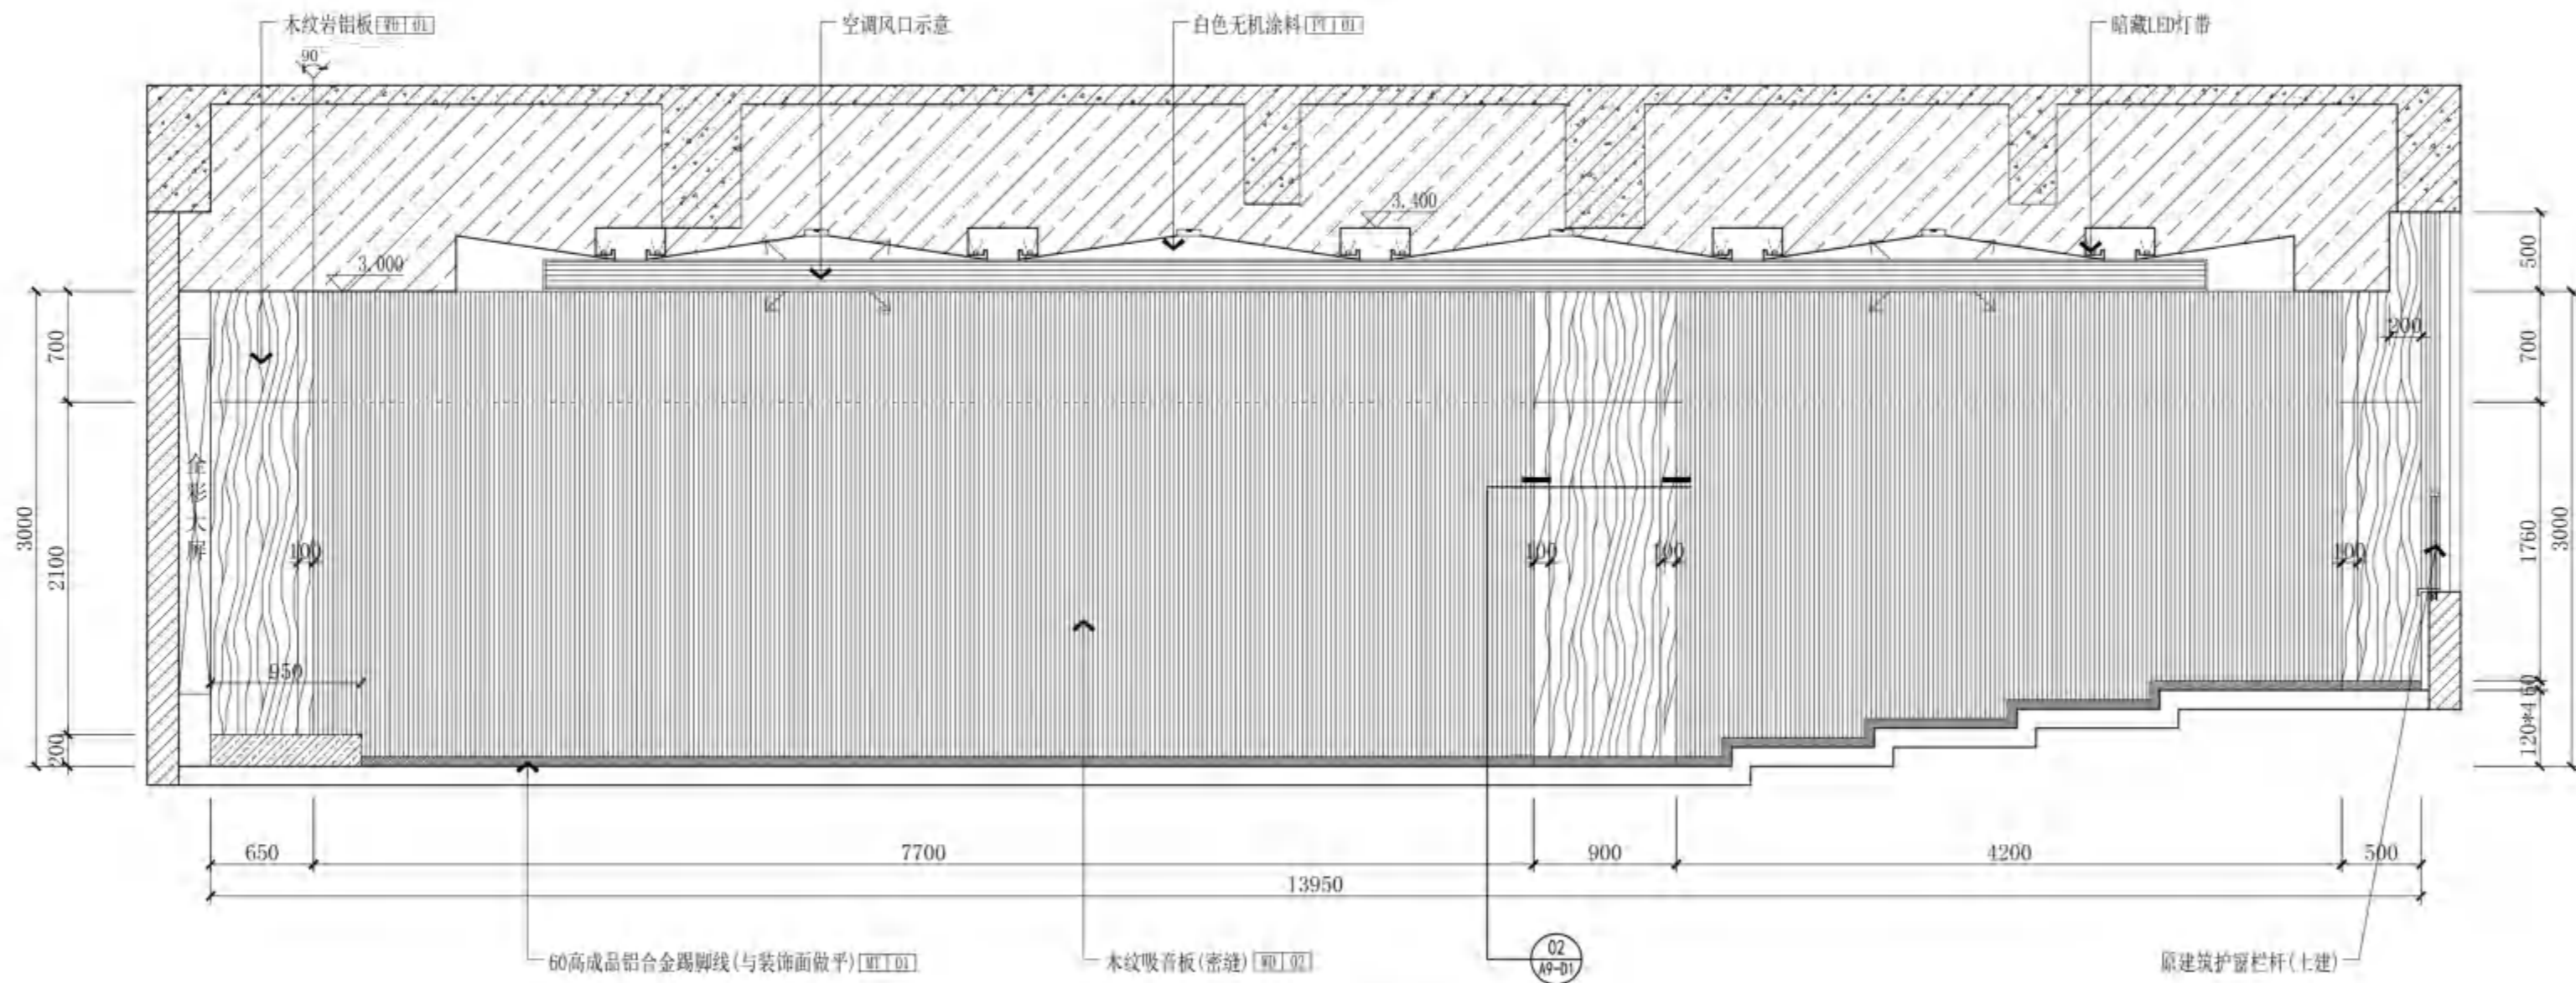 木纹岩铝板 WD 01
空调风口示意
白色无机涂料 PT 01
暗藏LED灯带
90
3.400
3.000
500
700
700
200
全彩大屏
3000
2100
200
100
100
100
100
1760
3000
950
60
120*4
650
7700
900
4200
500
13950
60高成品铝合金踢脚线(与装饰面做平) MT 01
木纹吸音板(密缝) WD 02
02
A9-D1
原建筑护窗栏杆(土建)